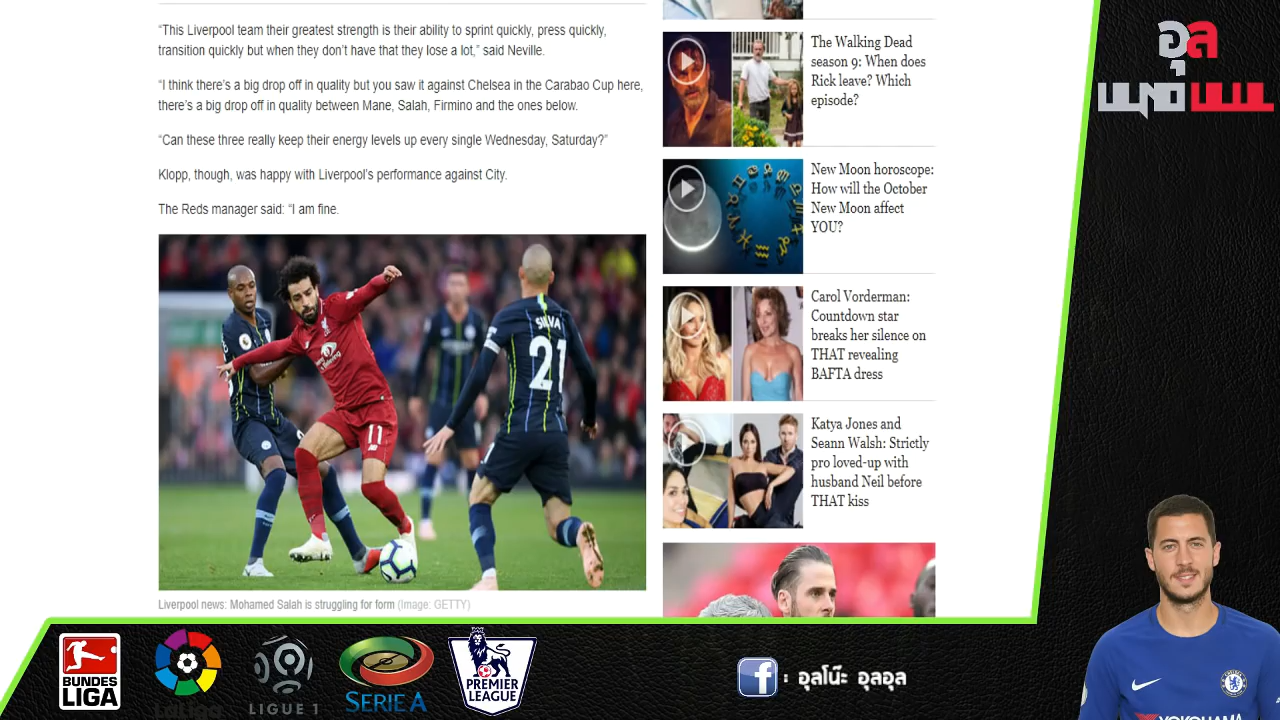 “This Liverpool team their greatest strength is their ability to sprint quickly, press quickly,
transition quickly but when they don’t have that they lose a lot,” said Neville.
“I think there’s a big drop off in quality but you saw it against Chelsea in the Carabao Cup here,
there’s a big drop off in quality between Mane, Salah, Firmino and the ones below.
“Can these three really keep their energy levels up every single Wednesday, Saturday?”
Klopp, though, was happy with Liverpool’s performance against City.
The Reds manager said: “I am fine.
SILVA
21
11
Liverpool news: Mohamed Salah is struggling for form (Image: GETTY)
The Walking Dead
season 9: When does
Rick leave? Which
episode?
New Moon horoscope:
How will the October
New Moon affect
YOU?
Carol Vorderman:
Countdown star
breaks her silence on
THAT revealing
BAFTA dress
Katya Jones and
Seann Walsh: Strictly
pro loved-up with
husband Neil before
THAT kiss
อุล
BUNDES
LIGA
LaLiga
LIGUE 1
SERIE A
PREMIER
LEAGUE
f : อุลโน๊ะ อุลอุล
YOKOHAMA